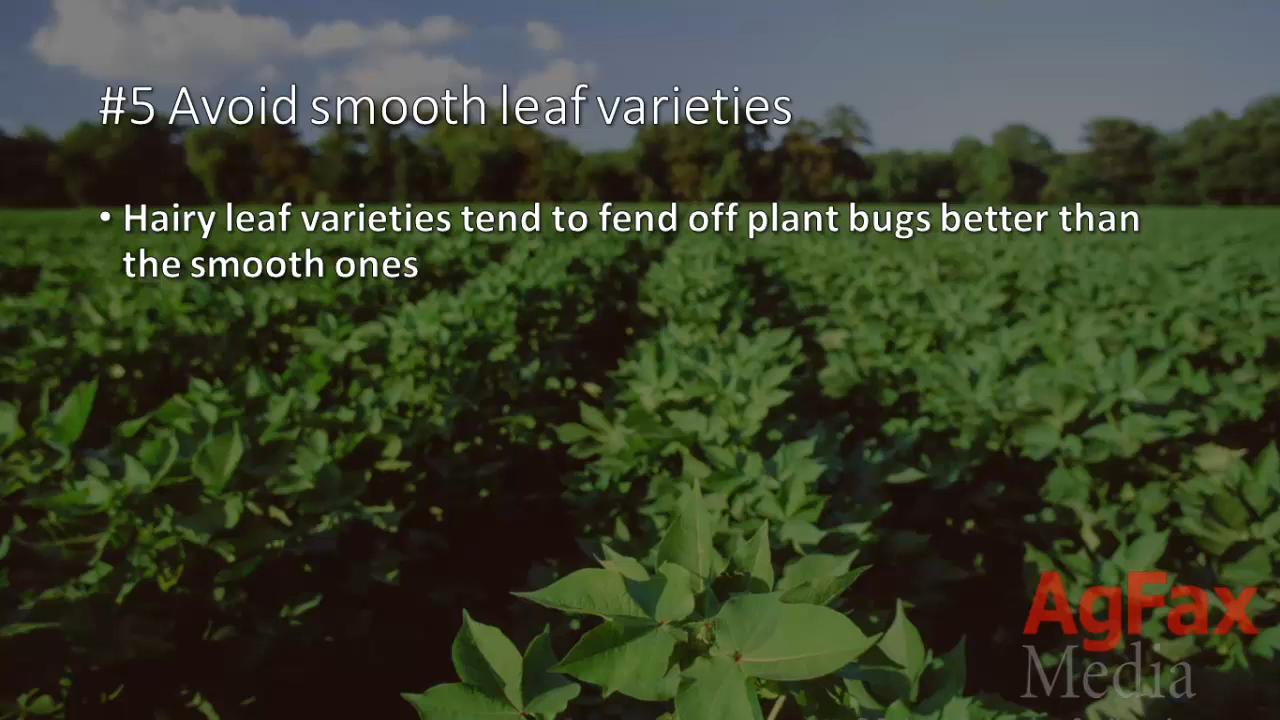 #5 Avoid smooth leaf varieties
• Hairy leaf varieties tend to fend off plant bugs better than
the smooth ones
AgFax
Media